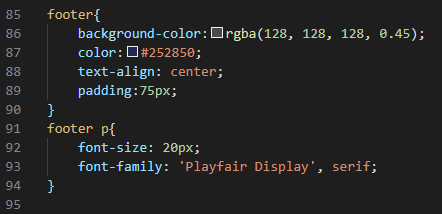 85 footer{
86     background-color:rgba(128, 128, 128, 0.45);
87     color:#252850;
88     text-align: center;
89     padding:75px;
90 }
91 footer p{
92     font-size: 20px;
93     font-family: 'Playfair Display', serif;
94 }
95